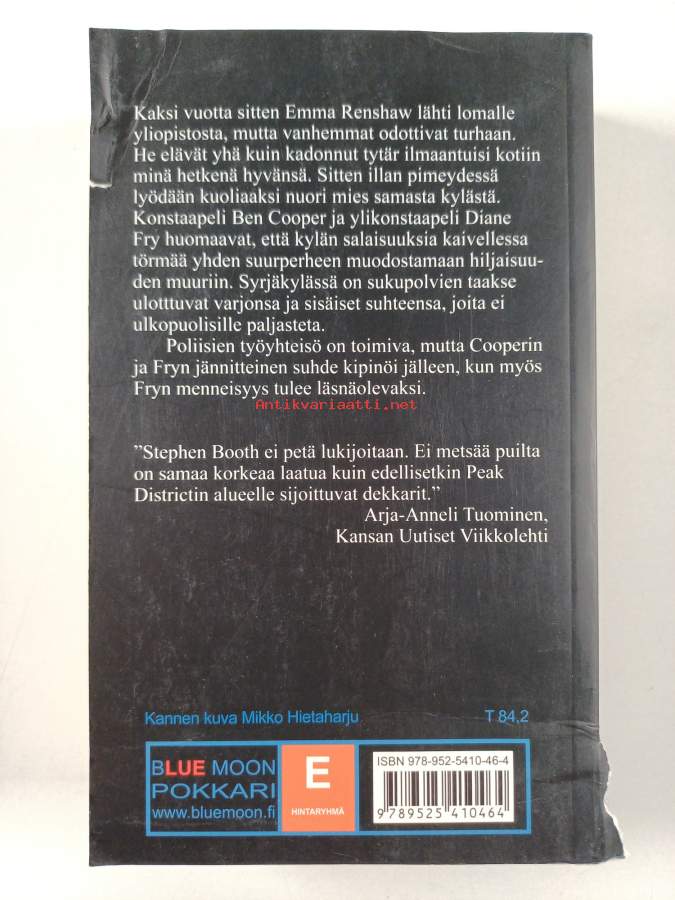 Kaksi vuotta sitten Emma Renshaw lähti lomalle
yliopistosta, mutta vanhemmat odottivat turhaan.
He elävät yhä kuin kadonnut tytär ilmaantuisi kotiin
minä hetkenä hyvänsä. Sitten illan pimeydessä
lyödään kuoliaaksi nuori mies samasta kylästä.
Konstaapeli Ben Cooper ja ylikonstaapeli Diane
Fry huomaavat, että kylän salaisuuksia kaivellessa
törmää yhden suurperheen muodostamaan hiljaisuu-
den muuriin. Syrjäkylässä on sukupolvien taakse
ulotttuvat varjonsa ja sisäiset suhteensa, joita ei
ulkopuolisille paljasteta.
Poliisien työyhteisö on toimiva, mutta Cooperin
ja Fryn jännitteinen suhde kipinöi jälleen, kun myös
Fryn menneisyys tulee läsnäolevaksi.
Antikvariaatti.net
”Stephen Booth ei petä lukijoitaan. Ei metsää puilta
on samaa korkeaa laatua kuin edellisetkin Peak
Districtin alueelle sijoittuvat dekkarit.”
Arja-Anneli Tuominen,
Kansan Uutiset Viikkolehti
Kannen kuva Mikko Hietaharju
T 84,2
BLUE MOON
POKKARI
www.bluemoon.fi
E
HINTARYHMÄ
ISBN 978-952-5410-46-4
9 789525 410464